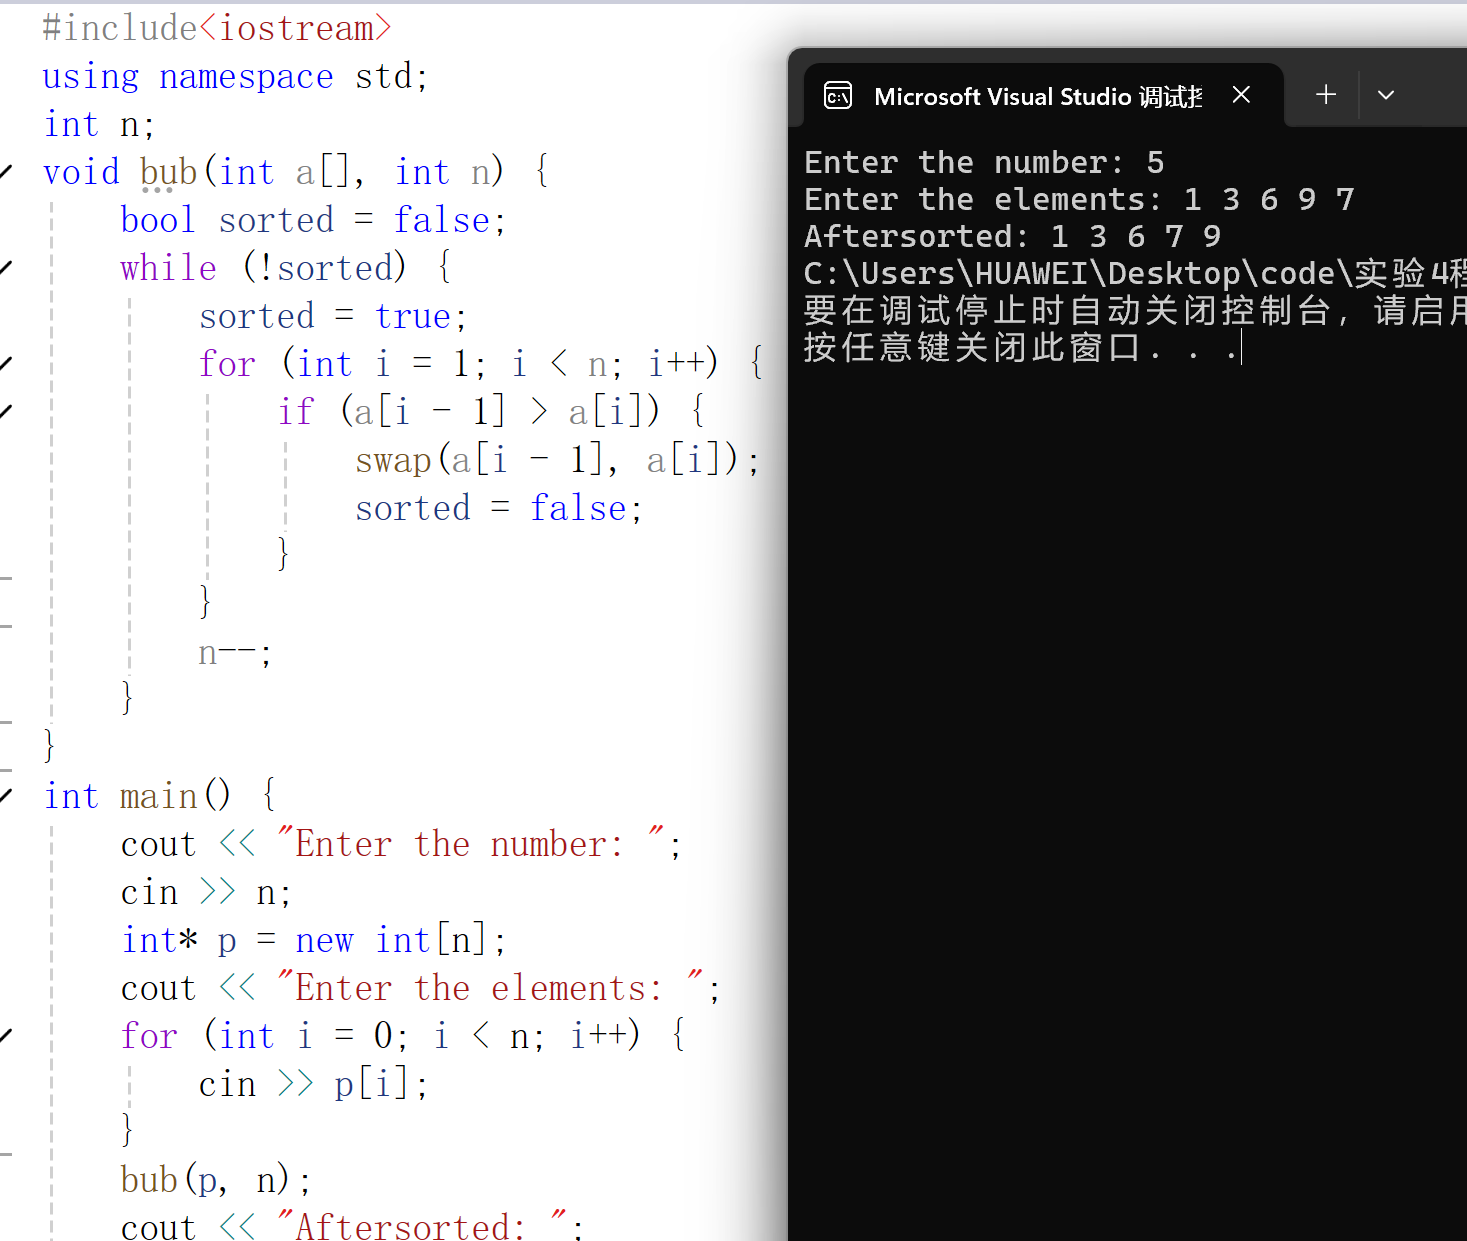 #include<iostream>
using namespace std;
int n;
void bub(int a[], int n) {
bool sorted = false;
while (!sorted) {
sorted = true;
for (int i = 1; i < n; i++) {
if (a[i - 1] > a[i]) {
swap(a[i - 1], a[i]);
sorted = false;
}
}
n--;
}
}
int main() {
cout << "Enter the number: ";
cin >> n;
int* p = new int[n];
cout << "Enter the elements: ";
for (int i = 0; i < n; i++) {
cin >> p[i];
}
bub(p, n);
cout << "Aftersorted: ";
Microsoft Visual Studio 调试
Enter the number: 5
Enter the elements: 1 3 6 9 7
Aftersorted: 1 3 6 7 9
C:\Users\HUAWEI\Desktop\code\实验4程
要在调试停止时自动关闭控制台，请启用
按任意键关闭此窗口. . .